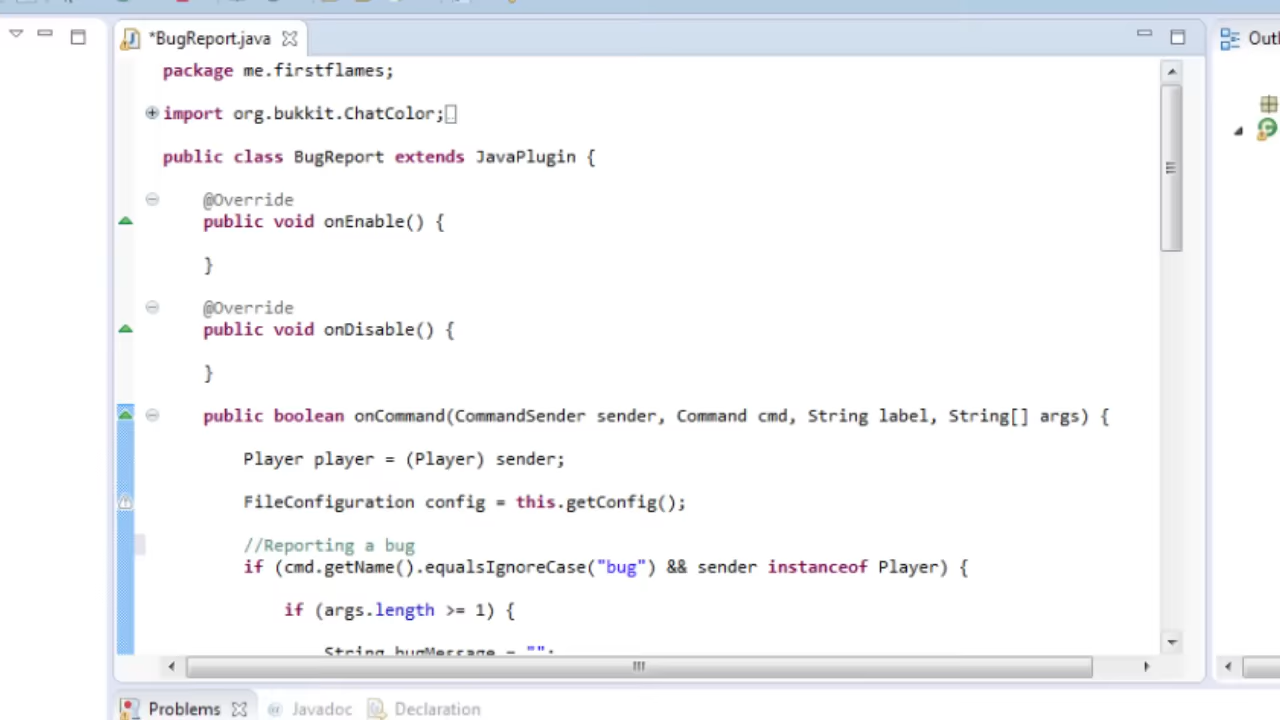 *BugReport.java
Outl
package me.firstflames;
import org.bukkit.ChatColor;
public class BugReport extends JavaPlugin {
@Override
public void onEnable() {
}
@Override
public void onDisable() {
}
public boolean onCommand(CommandSender sender, Command cmd, String label, String[] args) {
Player player = (Player) sender;
FileConfiguration config = this.getConfig();
//Reporting a bug
if (cmd.getName().equalsIgnoreCase("bug") && sender instanceof Player) {
if (args.length >= 1) {
String bugMessage = "";
Problems
@ Javadoc
Declaration